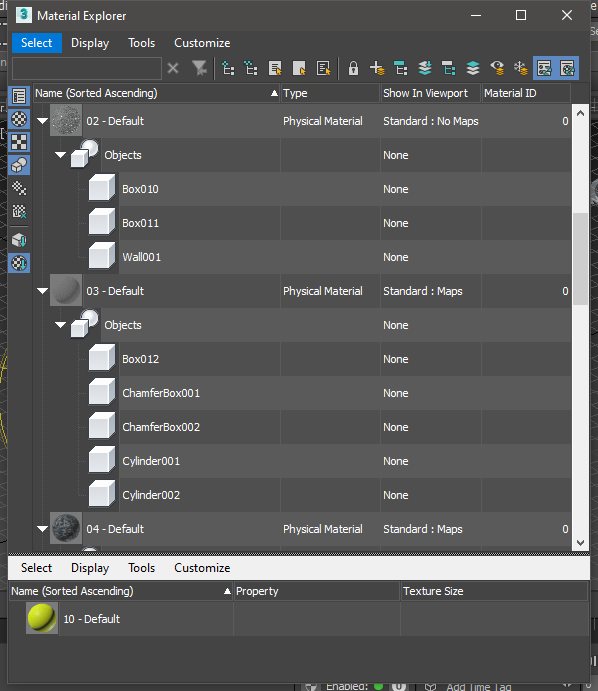 Material Explorer
Select Display Tools Customize
Name (Sorted Ascending) Type Show In Viewport Material ID
02 - Default Physical Material Standard : No Maps 0
Objects None
Box010 None
Box011 None
Wall001 None
03 - Default Physical Material Standard : Maps 0
Objects None
Box012 None
ChamferBox001 None
ChamferBox002 None
Cylinder001 None
Cylinder002 None
04 - Default Physical Material Standard : Maps 0
Select Display Tools Customize
Name (Sorted Ascending) Property Texture Size
10 - Default
Enabled: 0 Add Time Tag